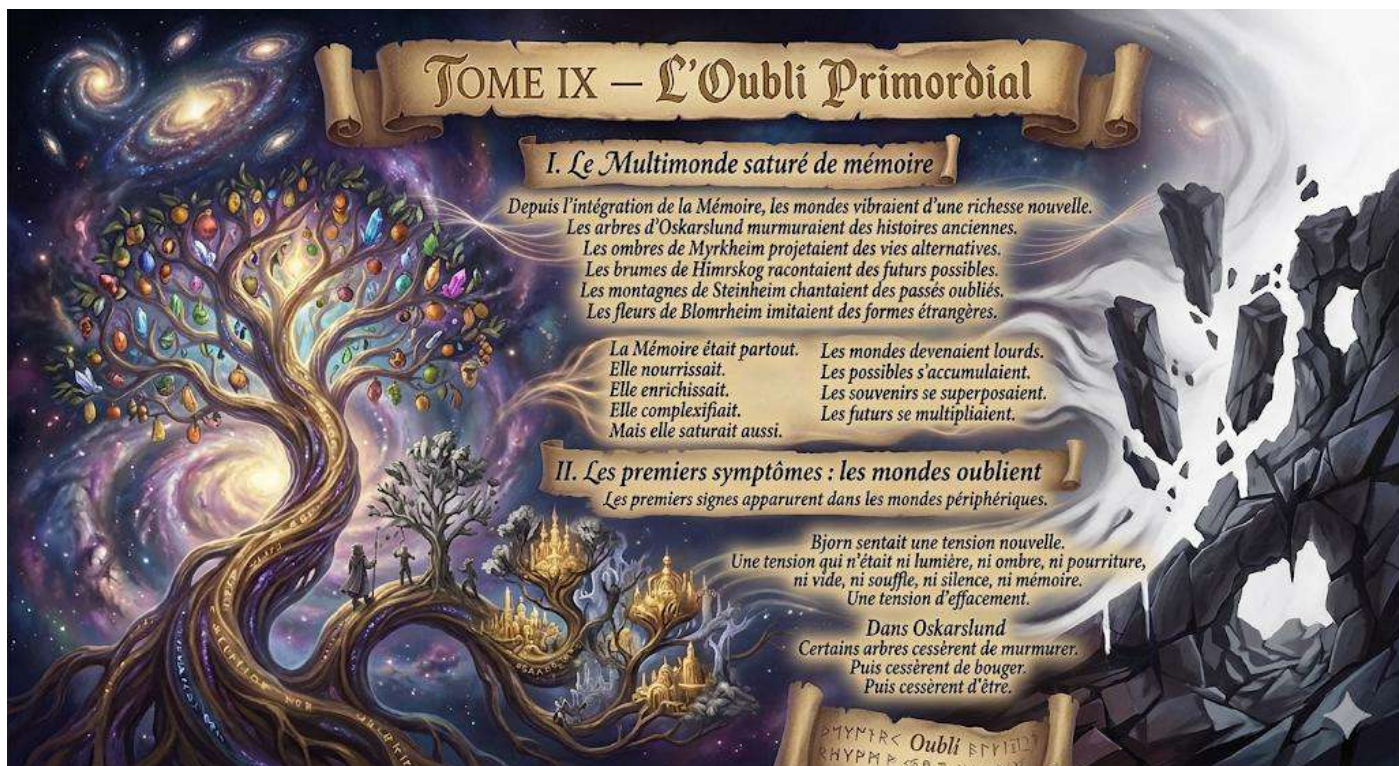 TOME IX – L'Oubli Primordial
I. Le Multimonde saturé de mémoire
Depuis l'intégration de la Mémoire, les mondes vibraient d'une richesse nouvelle.
Les arbres d'Oskarslund murmuraient des histoires anciennes.
Les ombres de Myrkheim projetaient des vies alternatives.
Les brumes de Himrskog racontaient des futurs possibles.
Les montagnes de Steinheim chantaient des passés oubliés.
Les fleurs de Blomrheim imitaient des formes étrangères.
La Mémoire était partout.
Elle nourrissait.
Elle enrichissait.
Elle complexifiait.
Mais elle saturait aussi.
Les mondes devenaient lourds.
Les possibles s'accumulaient.
Les souvenirs se superposaient.
Les futurs se multipliaient.
II. Les premiers symptômes : les mondes oublient
Les premiers signes apparurent dans les mondes périphériques.
Bjorn sentait une tension nouvelle.
Une tension qui n'était ni lumière, ni ombre, ni pourriture,
ni vide, ni souffle, ni silence, ni mémoire.
Une tension d'effacement.
Dans Oskarslund
Certains arbres cessèrent de murmurer.
Puis cessèrent de bouger.
Puis cessèrent d'être.
Oubli